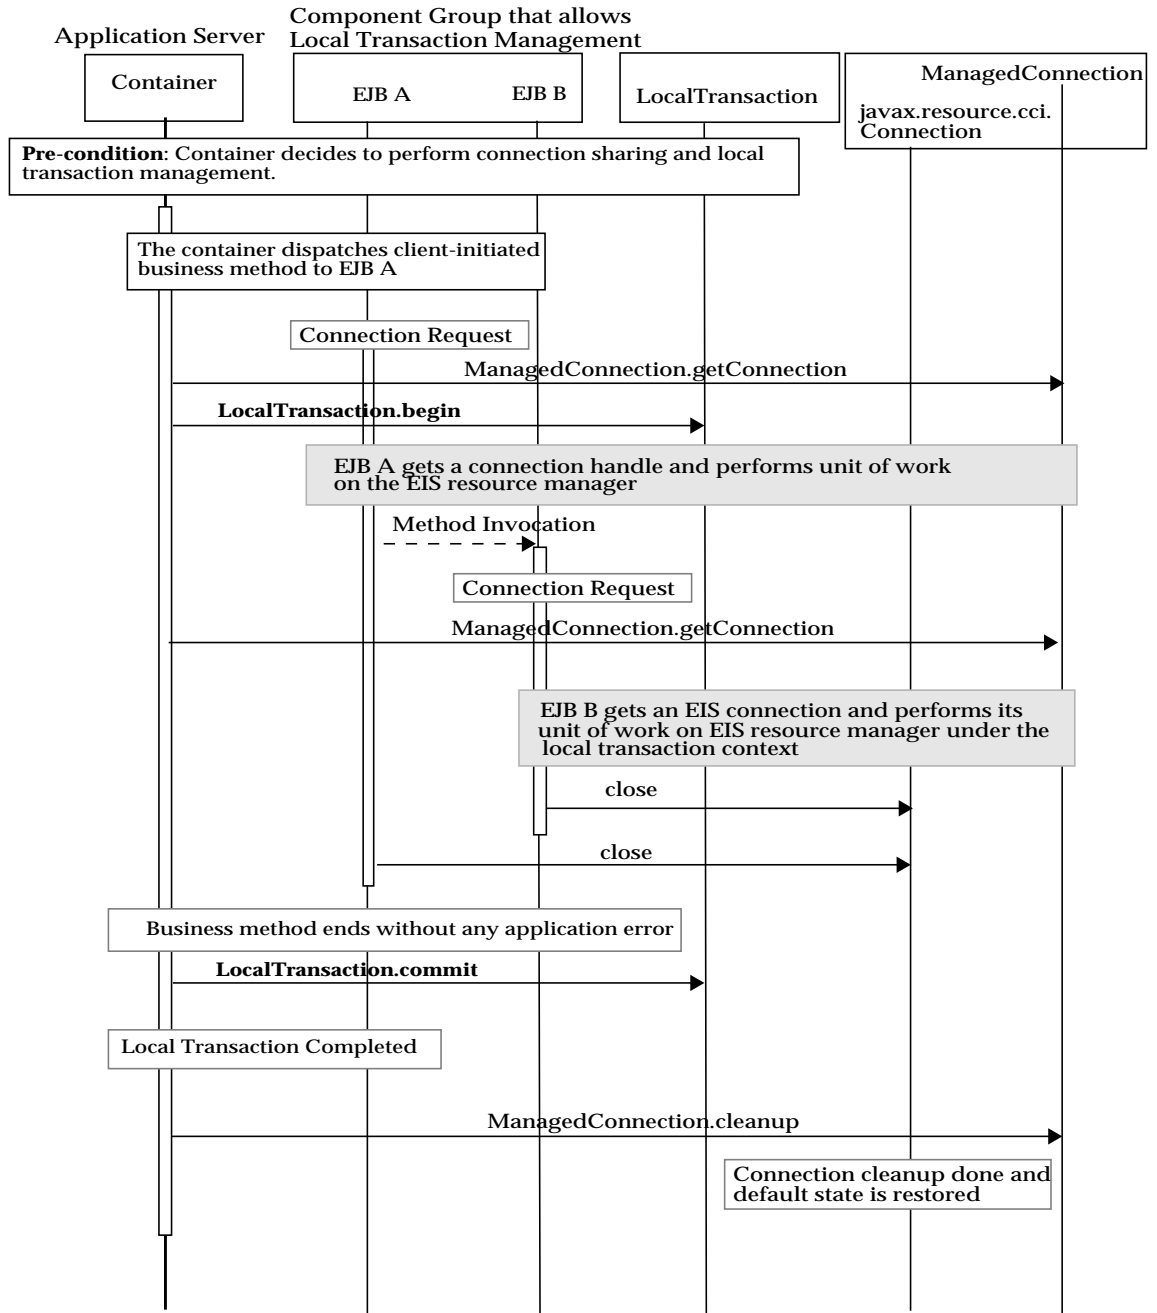 Component Group that allows
Application Server
Local Transaction Management
Container
EJB A
EJB B
LocalTransaction
ManagedConnection
javax.resource.cci.
Connection
Pre-condition: Container decides to perform connection sharing and local
transaction management.
The container dispatches client-initiated
business method to EJB A
Connection Request
ManagedConnection.getConnection
LocalTransaction.begin
EJB A gets a connection handle and performs unit of work
on the EIS resource manager
Method Invocation
Connection Request
ManagedConnection.getConnection
EJB B gets an EIS connection and performs its
unit of work on EIS resource manager under the
local transaction context
close
close
Business method ends without any application error
LocalTransaction.commit
Local Transaction Completed
ManagedConnection.cleanup
Connection cleanup done and
default state is restored